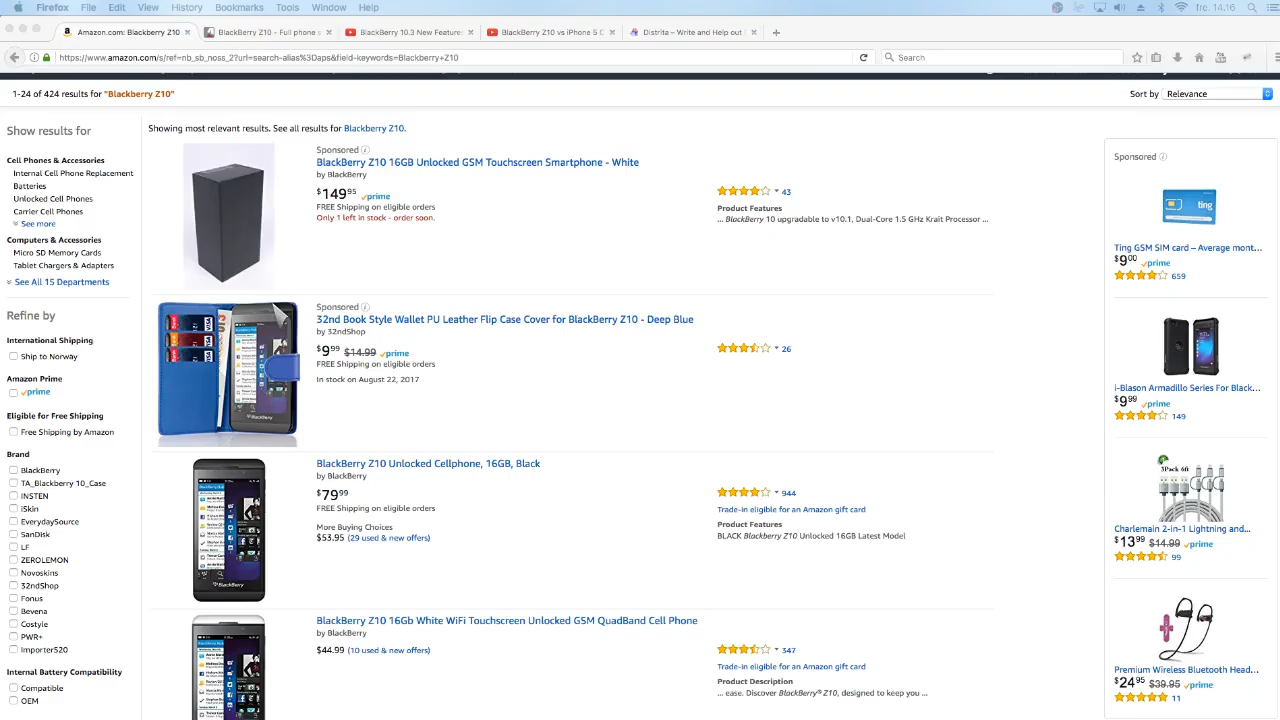 Firefox File Edit View History Bookmarks Tools Window Help
fre. 14.16
Amazon.com: Blackberry Z10
BlackBerry Z10 - Full phone s
BlackBerry 10.3 New Feature
BlackBerry Z10 vs iPhone 5 C
Distrita – Write and Help out
https://www.amazon.com/s/ref=nb_sb_noss_2?url=search-alias%3Daps&field-keywords=Blackberry+Z10
Search
1-24 of 424 results for "Blackberry Z10"
Sort by Relevance
Show results for
Cell Phones & Accessories
Internal Cell Phone Replacement
Batteries
Unlocked Cell Phones
Carrier Cell Phones
See more
Computers & Accessories
Micro SD Memory Cards
Tablet Chargers & Adapters
See All 15 Departments
Refine by
International Shipping
Ship to Norway
Amazon Prime
prime
Eligible for Free Shipping
Free Shipping by Amazon
Brand
BlackBerry
TA_Blackberry 10_Case
INSTEN
iSkin
EverydaySource
SanDisk
LF
ZEROLEMON
Novoskins
32ndShop
Fonus
Bevena
Costyle
PWR+
Importer520
Internal Battery Compatibility
Compatible
OEM
Showing most relevant results. See all results for Blackberry Z10.
Sponsored
BlackBerry Z10 16GB Unlocked GSM Touchscreen Smartphone - White
by BlackBerry
$149 95 prime
FREE Shipping on eligible orders
Only 1 left in stock - order soon.
43
Product Features
... BlackBerry 10 upgradable to v10.1, Dual-Core 1.5 GHz Krait Processor ...
Sponsored
32nd Book Style Wallet PU Leather Flip Case Cover for BlackBerry Z10 - Deep Blue
by 32ndShop
$9 99 $14.99 prime
FREE Shipping on eligible orders
In stock on August 22, 2017
26
BlackBerry Z10 Unlocked Cellphone, 16GB, Black
by BlackBerry
$79 99
FREE Shipping on eligible orders
More Buying Choices
$53.95 (29 used & new offers)
944
Trade-in eligible for an Amazon gift card
Product Features
BLACK Blackberry Z10 Unlocked 16GB Latest Model
BlackBerry Z10 16Gb White WiFi Touchscreen Unlocked GSM QuadBand Cell Phone
by BlackBerry
$44.99 (10 used & new offers)
347
Trade-in eligible for an Amazon gift card
Product Description
... ease. Discover BlackBerry® Z10, designed to keep you ...
Sponsored
ting
Ting GSM SIM card – Average mont...
$9 00
prime
659
i-Blason Armadillo Series For Black...
$9 99
prime
149
3Pack 6ft
Charlemain 2-in-1 Lightning and...
$13 99 $14.99 prime
99
Premium Wireless Bluetooth Head...
$24 95 $39.95 prime
11